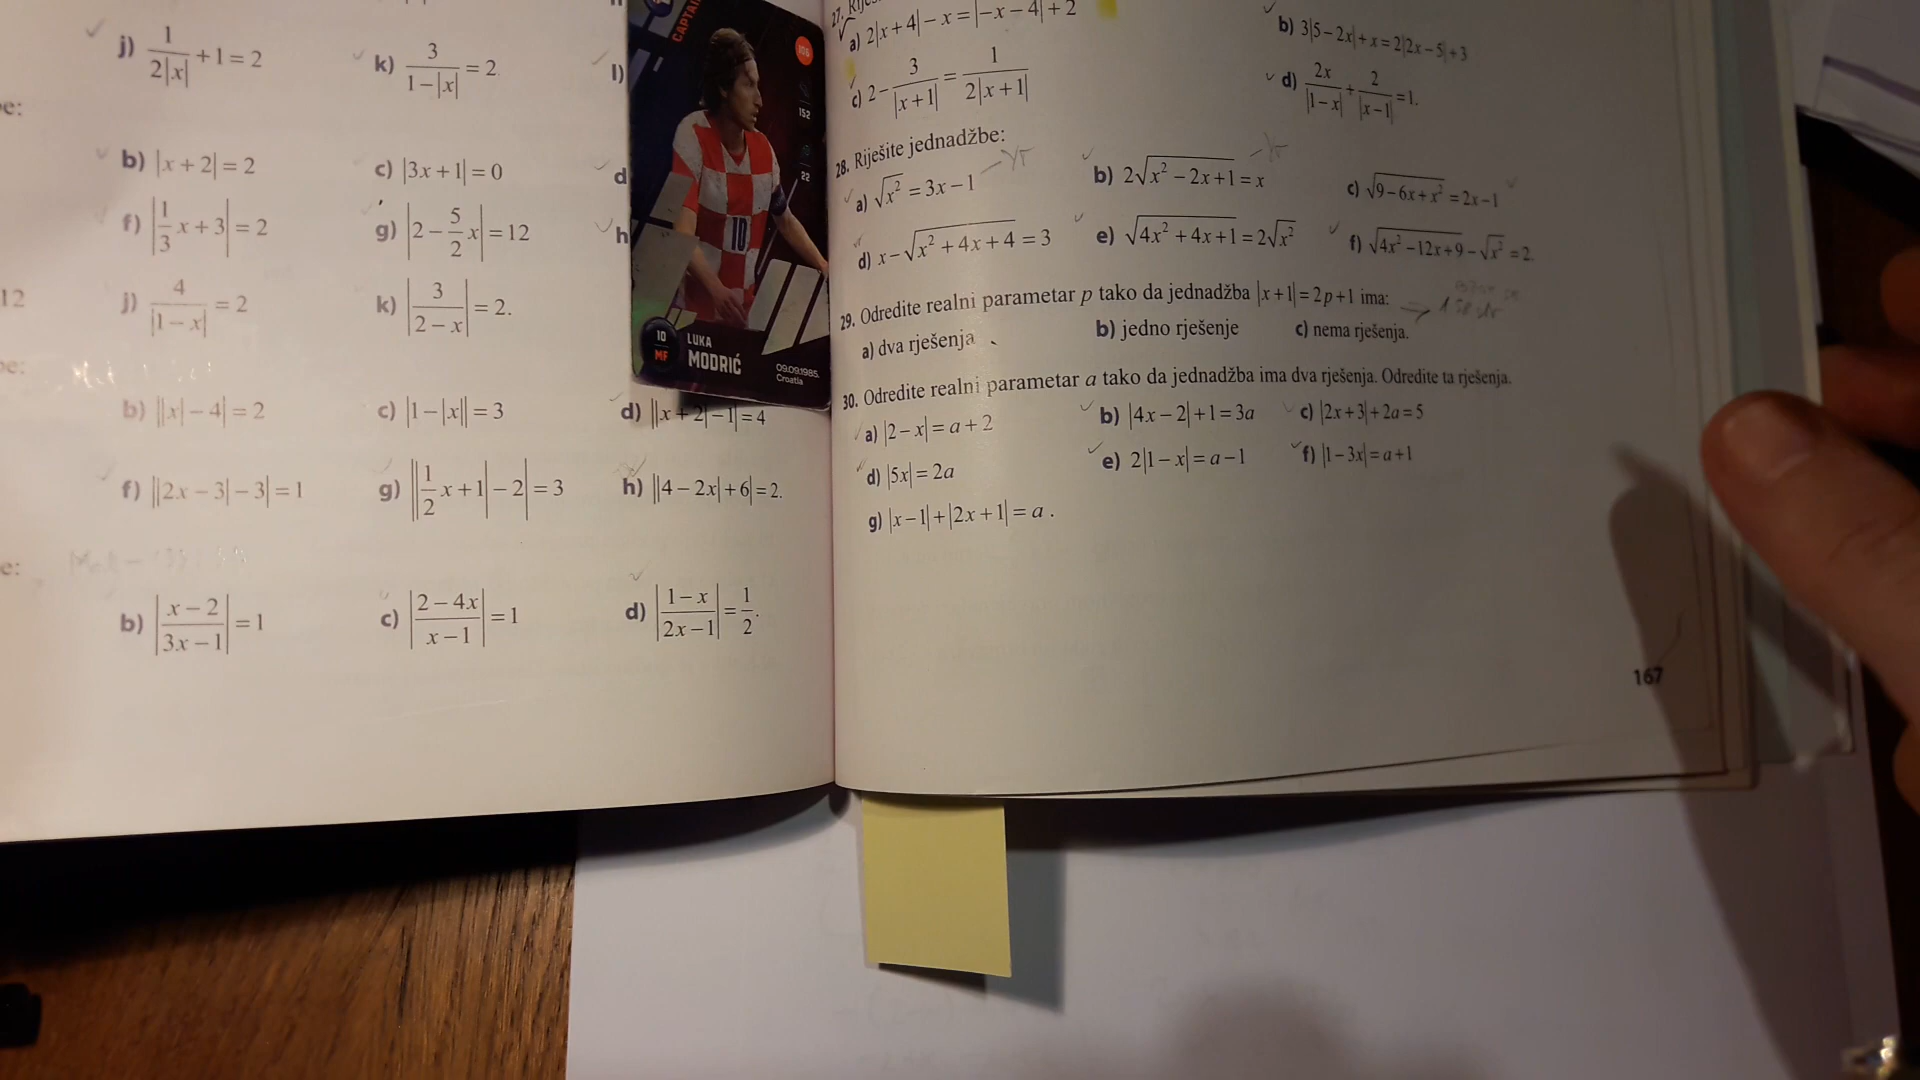 j) 1/(2|x|) + 1 = 2
k) 3/(1−|x|) = 2
l)
e:
b) |x + 2| = 2
c) |3x + 1| = 0
d
f) |1/3 x + 3| = 2
g) |2 − 5/2 x| = 12
h
12
j) 4/|1 − x| = 2
k) |3/(2 − x)| = 2.
e:
b) ||x| − 4| = 2
c) |1 − |x|| = 3
d) ||x + 2| − 1| = 4
f) ||2x − 3| − 3| = 1
g) ||1/2 x + 1| − 2| = 3
h) ||4 − 2x| + 6| = 2.
e:
b) |(x − 2)/(3x − 1)| = 1
c) |(2 − 4x)/(x − 1)| = 1
d) |(1 − x)/(2x − 1)| = 1/2.
CAPTAIN
106
152
22
10
10
MF
LUKA
MODRIĆ
09.09.1985.
Croatia
27.
a) 2|x + 4| − x = |−x − 4| + 2
b) 3|5 − 2x| + x = 2|2x − 5| + 3
c) 2 − 3/|x + 1| = 1/(2|x + 1|)
d) 2x/|1 − x| + 2/|x − 1| = 1.
28. Riješite jednadžbe:
a) √(x²) = 3x − 1
b) 2√(x² − 2x + 1) = x
c) √(9 − 6x + x²) = 2x − 1
d) x − √(x² + 4x + 4) = 3
e) √(4x² + 4x + 1) = 2√(x²)
f) √(4x² − 12x + 9) − √(x²) = 2.
29. Odredite realni parametar p tako da jednadžba |x + 1| = 2p + 1 ima:
a) dva rješenja
b) jedno rješenje
c) nema rješenja.
30. Odredite realni parametar a tako da jednadžba ima dva rješenja. Odredite ta rješenja.
a) |2 − x| = a + 2
b) |4x − 2| + 1 = 3a
c) |2x + 3| + 2a = 5
d) |5x| = 2a
e) 2|1 − x| = a − 1
f) |1 − 3x| = a + 1
g) |x − 1| + |2x + 1| = a .
167